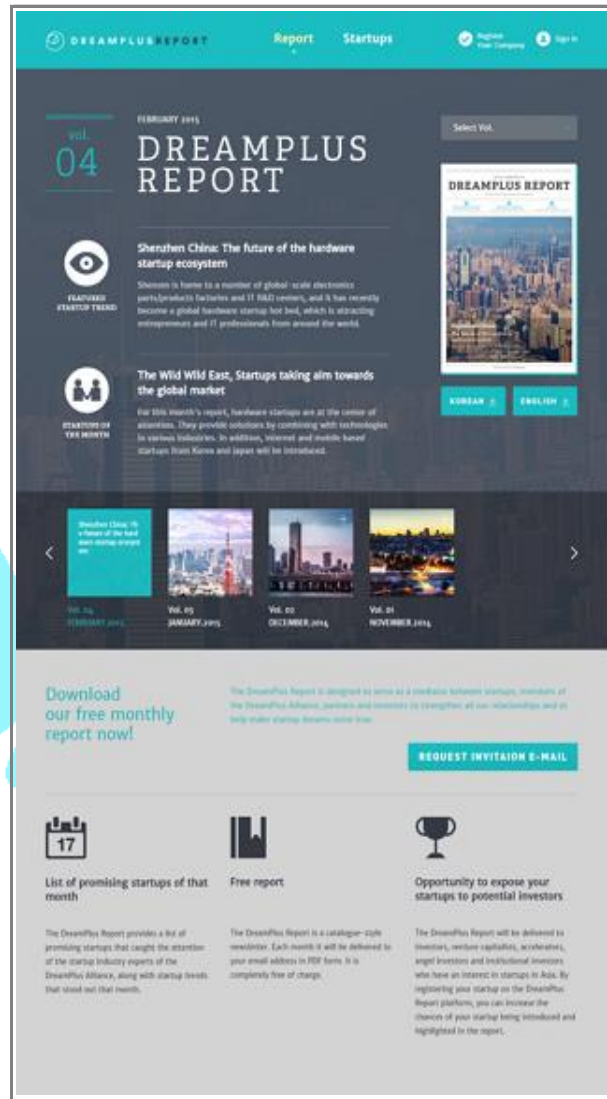 DREAMPLUSREPORT
Report
Startups
Register
Your Company
Sign in
vol.
04
FEBRUARY 2015
DREAMPLUS
REPORT
Select Vol.
DREAMPLUS REPORT
FEATURED
STARTUP TREND
Shenzhen China: The future of the hardware
startup ecosystem
Shenzen is home to a number of global-scale electronics
parts/products factories and IT R&D centers, and it has recently
become a global hardware startup hot bed, which is attracting
entrepreneurs and IT professionals from around the world.
STARTUPS OF
THE MONTH
The Wild Wild East, Startups taking aim towards
the global market
For this month's report, hardware startups are at the center of
attention. They provide solutions by combining with technologies
in various industries. In addition, internet and mobile based
startups from Korea and Japan will be introduced.
KOREAN
ENGLISH
Shenzhen China: Th
e future of the hard
ware startup ecosyst
em
Vol. 04
FEBRUARY.2015
Vol. 03
JANUARY.2015
Vol. 02
DECEMBER.2014
Vol. 01
NOVEMBER.2014
Download
our free monthly
report now!
The DreamPlus Report is designed to serve as a mediator between startups, members of
the DreamPlus Alliance, partners and investors to strengthen all our relationships and to
help make startup dreams come true.
REQUEST INVITAION E-MAIL
17
List of promising startups of that
month
The DreamPlus Report provides a list of
promising startups that caught the attention
of the startup industry experts of the
DreamPlus Alliance, along with startup trends
that stood out that month.
Free report
The DreamPlus Report is a catalogue-style
newsletter. Each month it will be delivered to
your email address in PDF form. It is
completely free of charge.
Opportunity to expose your
startups to potential investors
The DreamPlus Report will be delivered to
investors, venture capitalists, accelerators,
angel investors and institutional investors
who have an interest in startups in Asia. By
registering your startup on the DreamPlus
Report platform, you can increase the
chances of your startup being introduced and
highlighted in the report.